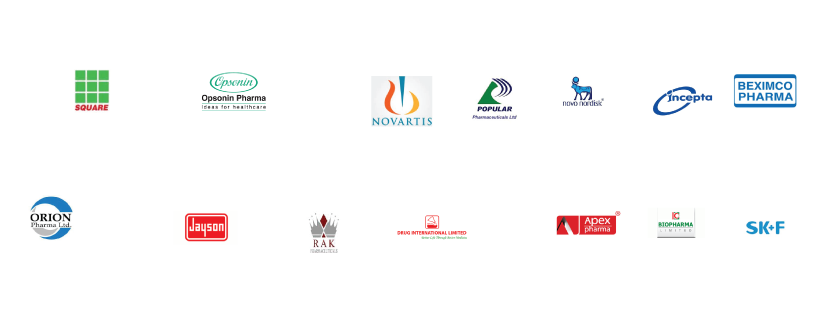 SQUARE
Opsonin
Opsonin Pharma
Ideas for healthcare
NOVARTIS
POPULAR
Pharmaceuticals Ltd
novo nordisk®
incepta
BEXIMCO
PHARMA
ORION
Pharma Ltd.
Jayson
RAK
DRUG INTERNATIONAL LIMITED
Apex
pharma
®
BIOPHARMA
LIMITED
SK+F